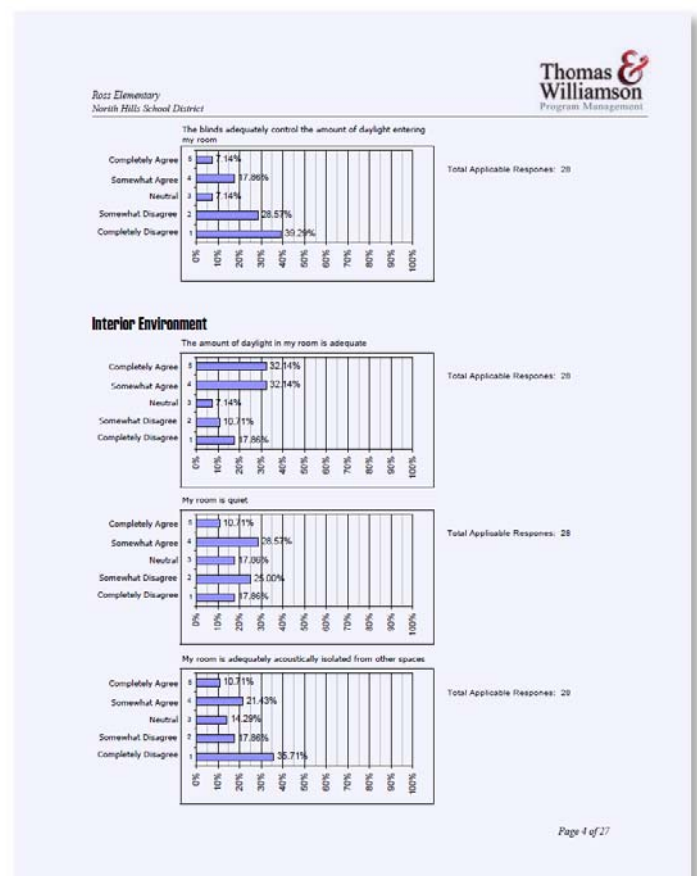 Ross Elementary
North Hills School District
Thomas &
Williamson
Program Management
The blinds adequately control the amount of daylight entering
my room
Completely Agree 5 7.14%
Somewhat Agree 4 17.86%
Neutral 3 7.14%
Somewhat Disagree 2 28.57%
Completely Disagree 1 39.29%
0% 10% 20% 30% 40% 50% 60% 70% 80% 90% 100%
Total Applicable Respones: 28
Interior Environment
The amount of daylight in my room is adequate
Completely Agree 5 32.14%
Somewhat Agree 4 32.14%
Neutral 3 7.14%
Somewhat Disagree 2 10.71%
Completely Disagree 1 17.86%
0% 10% 20% 30% 40% 50% 60% 70% 80% 90% 100%
Total Applicable Respones: 28
My room is quiet
Completely Agree 5 10.71%
Somewhat Agree 4 28.57%
Neutral 3 17.86%
Somewhat Disagree 2 25.00%
Completely Disagree 1 17.86%
0% 10% 20% 30% 40% 50% 60% 70% 80% 90% 100%
Total Applicable Respones: 28
My room is adequately acoustically isolated from other spaces
Completely Agree 5 10.71%
Somewhat Agree 4 21.43%
Neutral 3 14.29%
Somewhat Disagree 2 17.86%
Completely Disagree 1 35.71%
0% 10% 20% 30% 40% 50% 60% 70% 80% 90% 100%
Total Applicable Respones: 28
Page 4 of 27